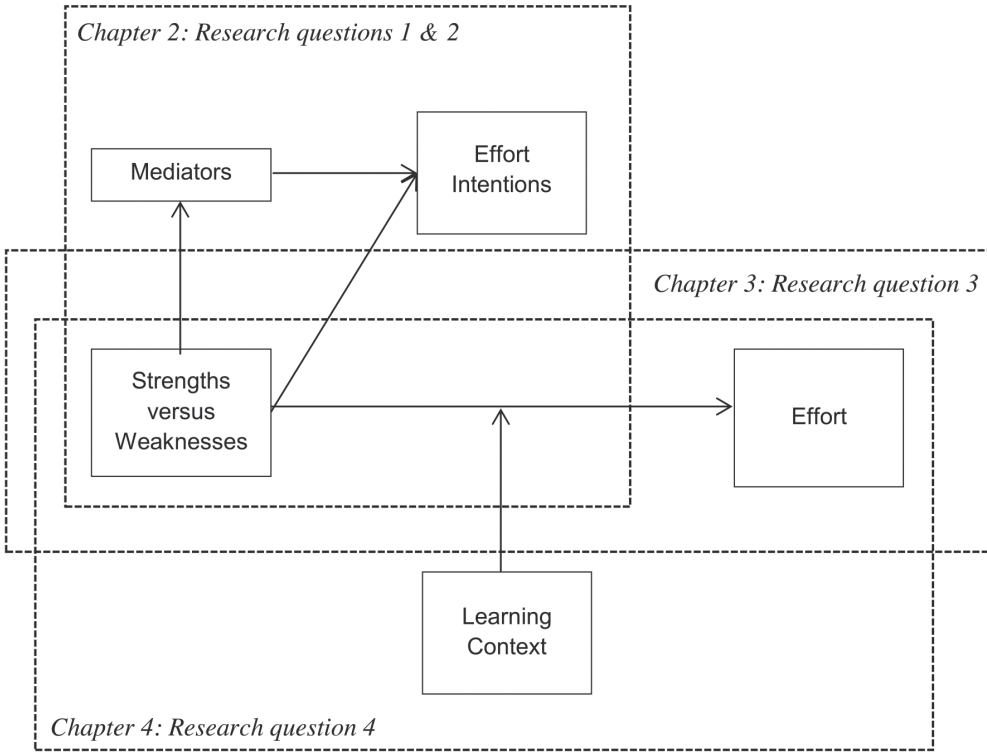 Chapter 2: Research questions 1 & 2
Effort
Intentions
Mediators
Chapter 3: Research question 3
Strengths
versus
Weaknesses
Effort
Learning
Context
Chapter 4: Research question 4